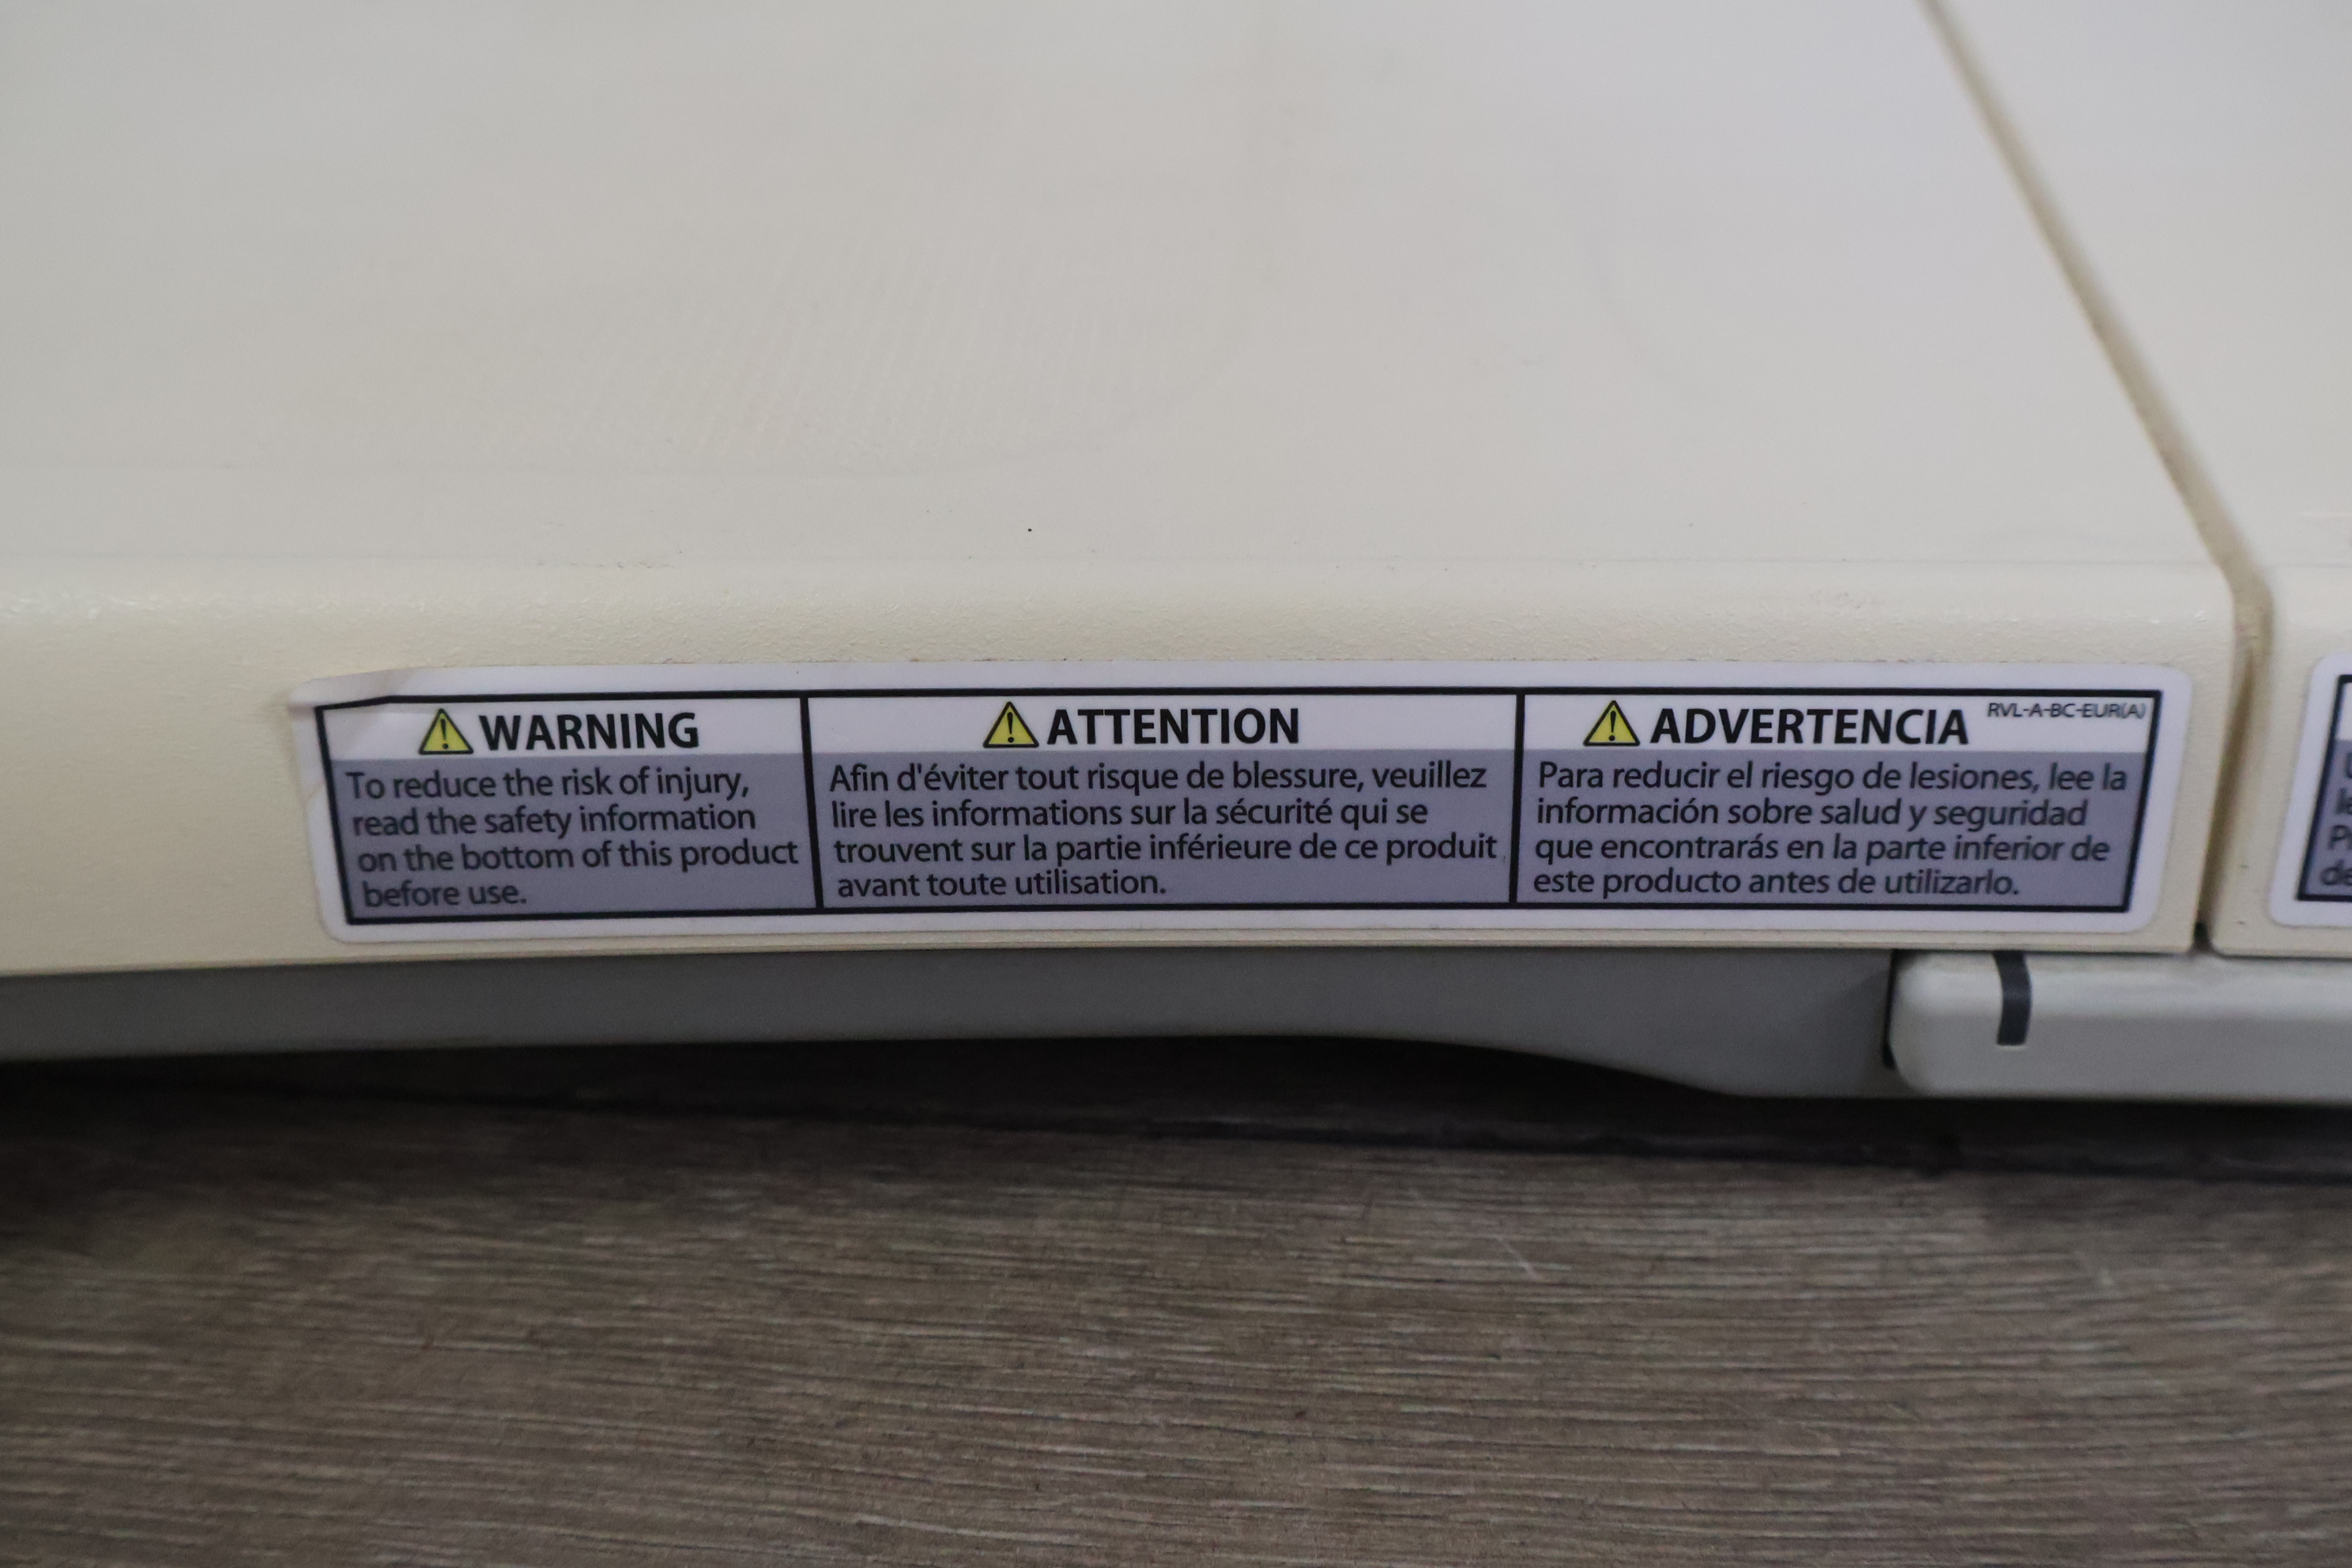 WARNING
To reduce the risk of injury,
read the safety information
on the bottom of this product
before use.
ATTENTION
Afin d'éviter tout risque de blessure, veuillez
lire les informations sur la sécurité qui se
trouvent sur la partie inférieure de ce produit
avant toute utilisation.
ADVERTENCIA
RVL-A-BC-EUR(A)
Para reducir el riesgo de lesiones, lee la
información sobre salud y seguridad
que encontrarás en la parte inferior de
este producto antes de utilizarlo.